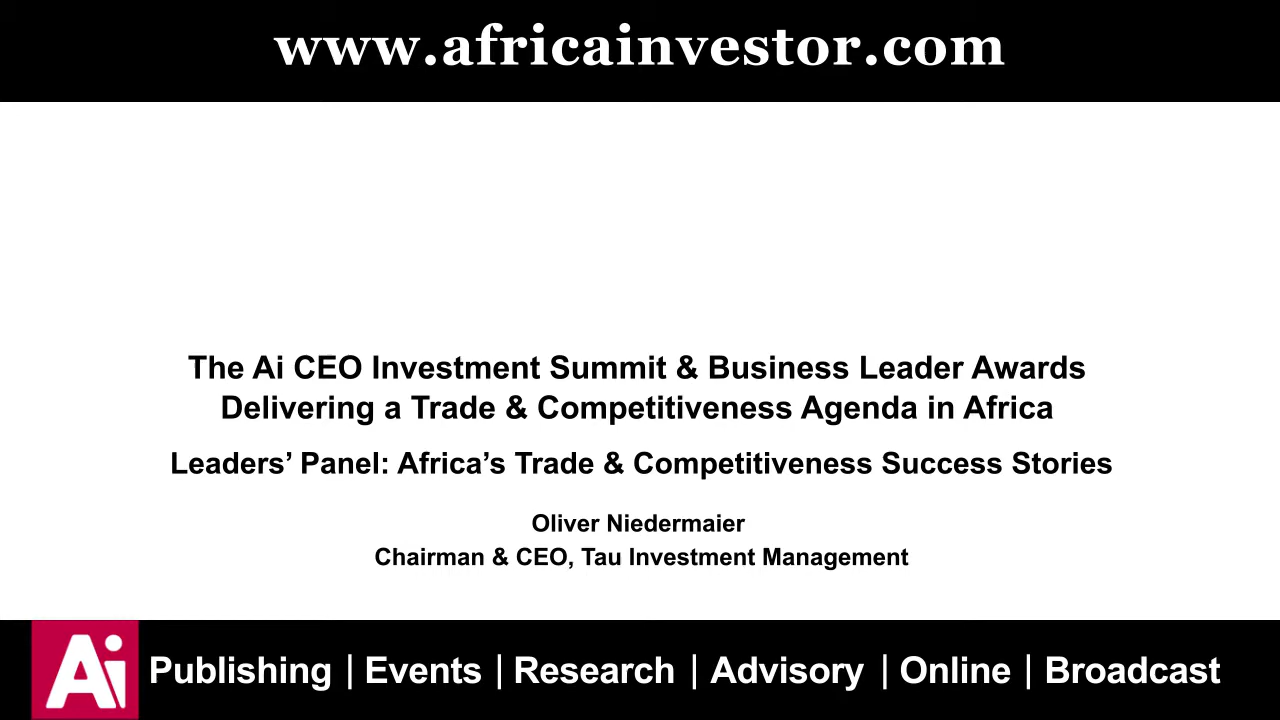 www.africainvestor.com
The Ai CEO Investment Summit & Business Leader Awards
Delivering a Trade & Competitiveness Agenda in Africa
Leaders’ Panel: Africa’s Trade & Competitiveness Success Stories
Oliver Niedermaier
Chairman & CEO, Tau Investment Management
Ai Publishing | Events | Research | Advisory | Online | Broadcast